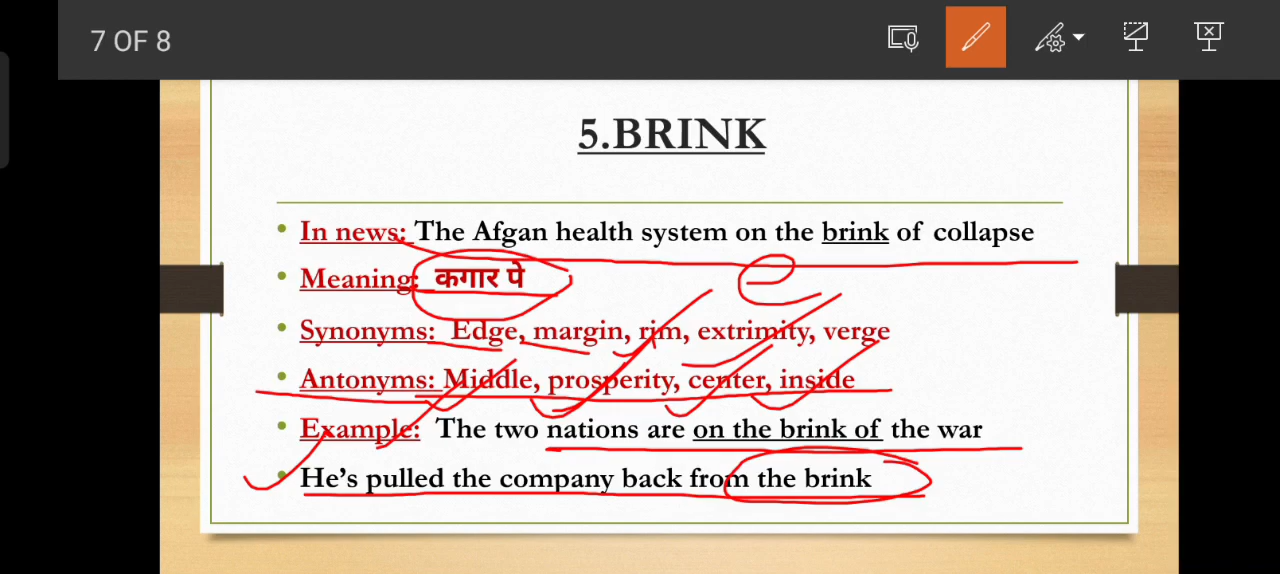 7 OF 8
5.BRINK
• In news: The Afgan health system on the brink of collapse
• Meaning: कगार पे
• Synonyms: Edge, margin, rim, extrimity, verge
• Antonyms: Middle, prosperity, center, inside
• Example: The two nations are on the brink of the war
• He's pulled the company back from the brink